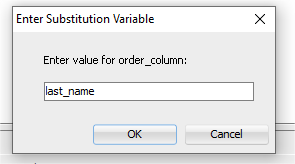 Enter Substitution Variable
Enter value for order_column:
last_name
OK
Cancel